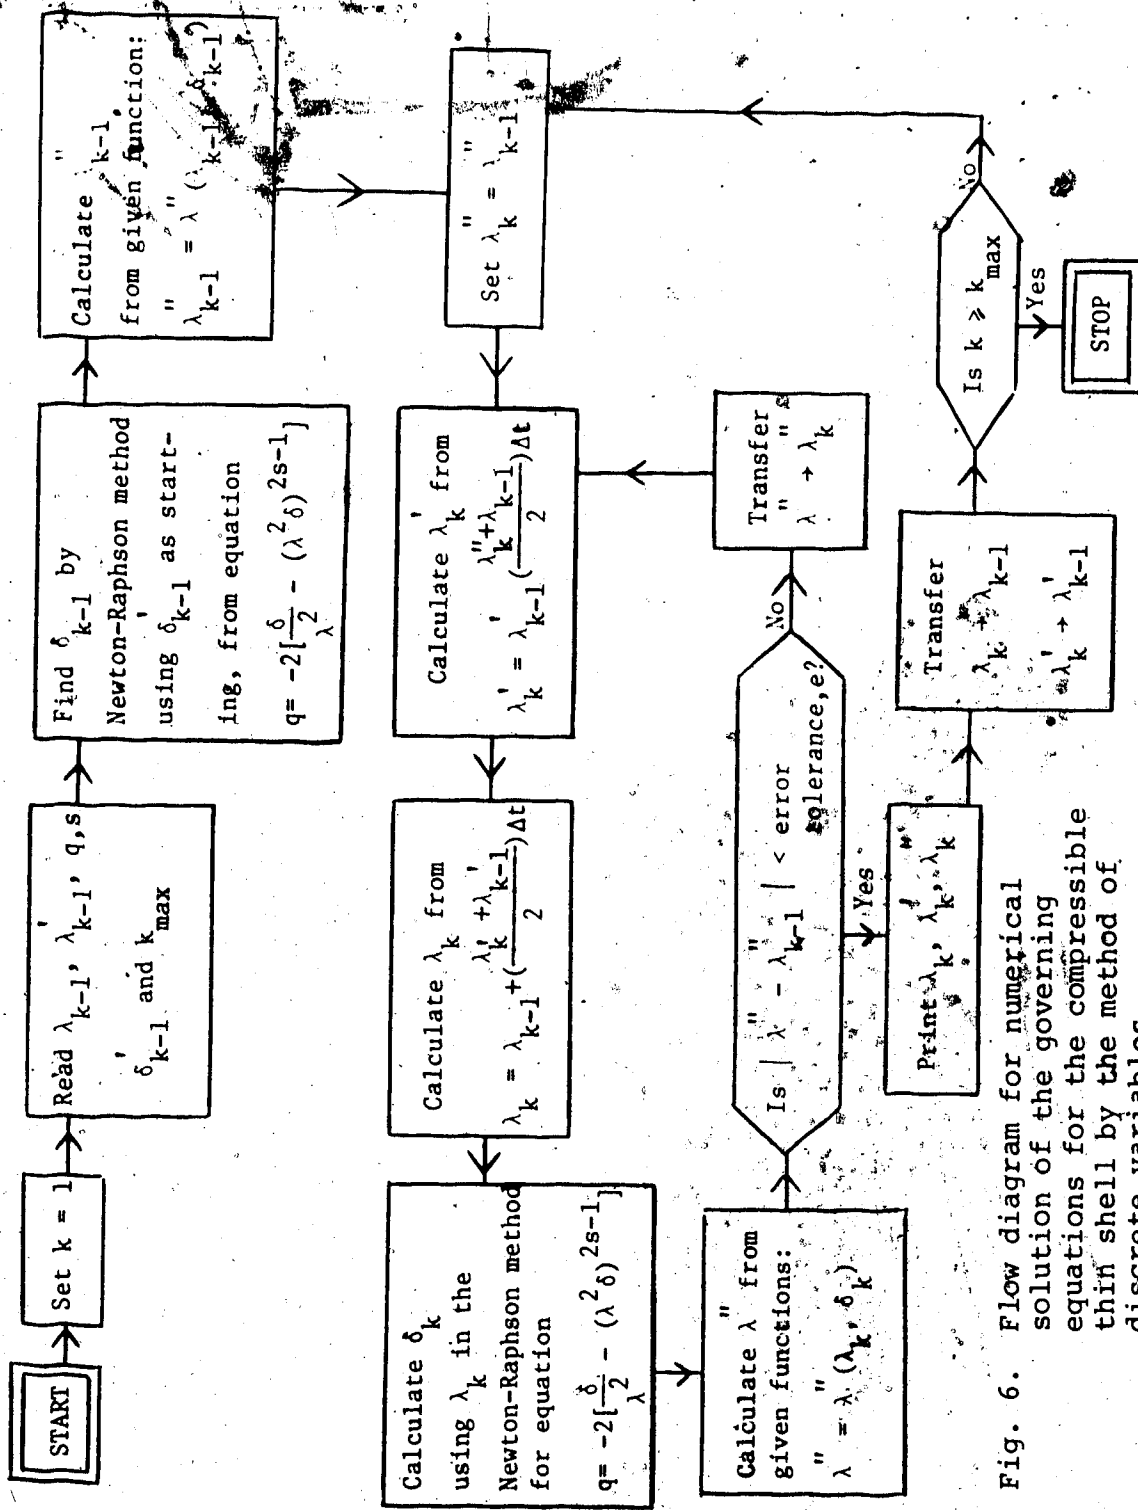 START
Set k = 1
Read λ_{k-1}, λ'_{k-1}, q,s
δ'_{k-1} and k_max
Find δ_{k-1} by
Newton-Raphson method
using δ'_{k-1} as start-
ing, from equation
q= -2[δ/λ² - (λ²δ)^{2s-1}]
Calculate ''_{k-1}
from given function:
λ''_{k-1} = λ'' (λ_{k-1}, δ_{k-1})
Set λ''_k = λ''_{k-1}
Calculate λ'_k from
λ'_k = λ'_{k-1}(λ''_k+λ''_{k-1}/2)Δt
Calculate λ_k from
λ_k = λ_{k-1}+(λ'_k+λ'_{k-1}/2)Δt
Calculate δ_k
using λ_k in the
Newton-Raphson method
for equation
q= -2[δ/λ² - (λ²δ)^{2s-1}]
Calculate λ'' from
given functions:
λ'' = λ'' (λ_k, δ_k)
Is | λ'' - λ''_{k-1} | < error
tolerance,e?
No
Transfer
λ'' → λ''_k
Yes
Print λ_k, λ'_k, λ''_k
Transfer
λ_k → λ_{k-1}
λ'_k → λ'_{k-1}
Is k ⩾ k_max
No
Yes
STOP
Fig. 6. Flow diagram for numerical
solution of the governing
equations for the compressible
thin shell by the method of
discrete variables